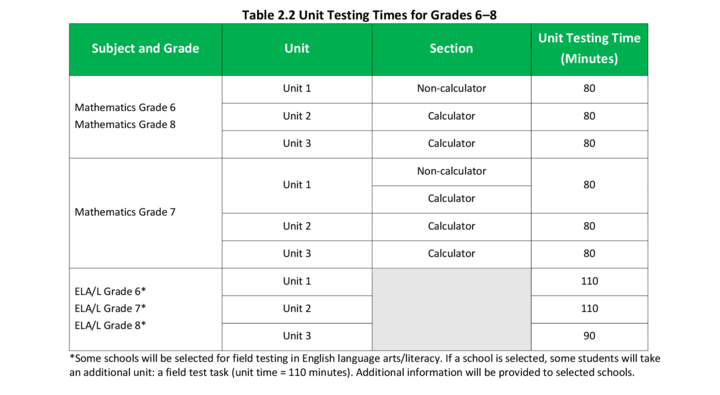 Table 2.2 Unit Testing Times for Grades 6–8
Subject and Grade Unit Section Unit Testing Time (Minutes)
Mathematics Grade 6
Mathematics Grade 8
Unit 1 Non-calculator 80
Unit 2 Calculator 80
Unit 3 Calculator 80
Mathematics Grade 7
Unit 1 Non-calculator 80
Calculator
Unit 2 Calculator 80
Unit 3 Calculator 80
ELA/L Grade 6*
ELA/L Grade 7*
ELA/L Grade 8*
Unit 1 110
Unit 2 110
Unit 3 90
*Some schools will be selected for field testing in English language arts/literacy. If a school is selected, some students will take
an additional unit: a field test task (unit time = 110 minutes). Additional information will be provided to selected schools.